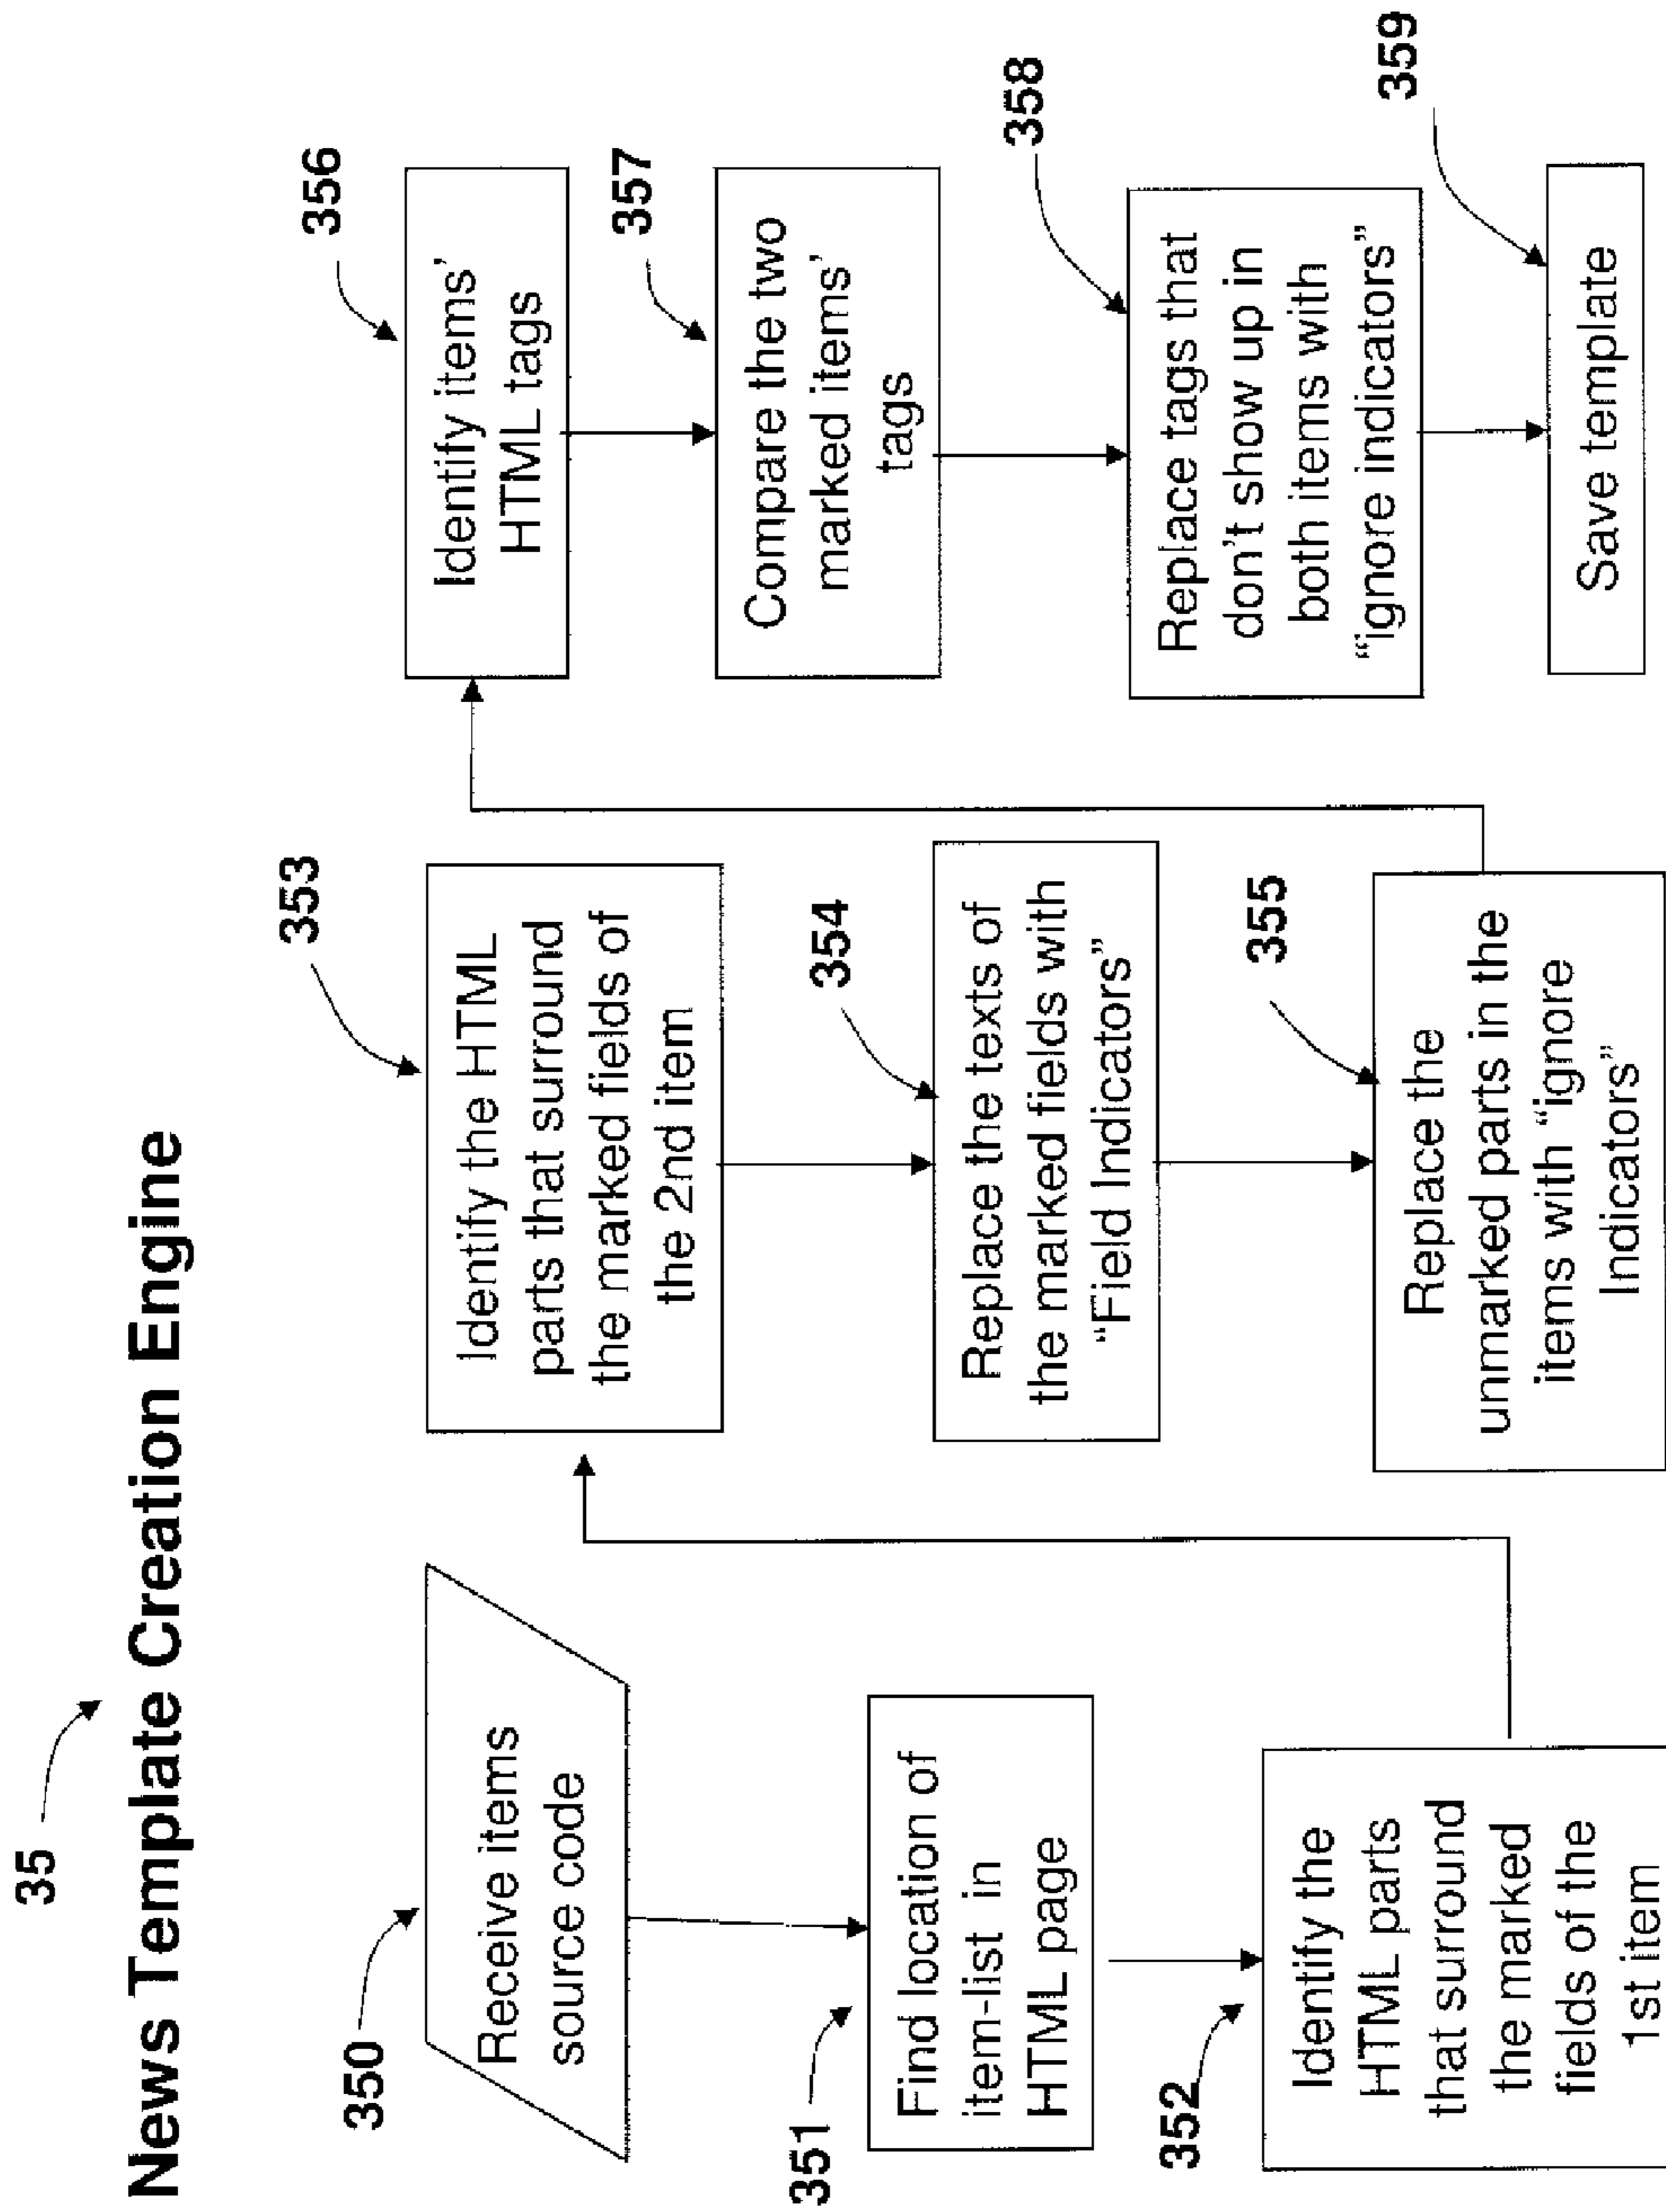 35
News Template Creation Engine
350
Receive items
source code
351
Find location of
item-list in
HTML page
352
Identify the
HTML parts
that surround
the marked
fields of the
1st item
353
Identify the HTML
parts that surround
the marked fields of
the 2nd item
354
Replace the texts of
the marked fields with
“Field Indicators”
355
Replace the
unmarked parts in the
items with “ignore
Indicators”
356
Identify items’
HTML tags
357
Compare the two
marked items’
tags
358
Replace tags that
don’t show up in
both items with
“ignore indicators”
359
Save template